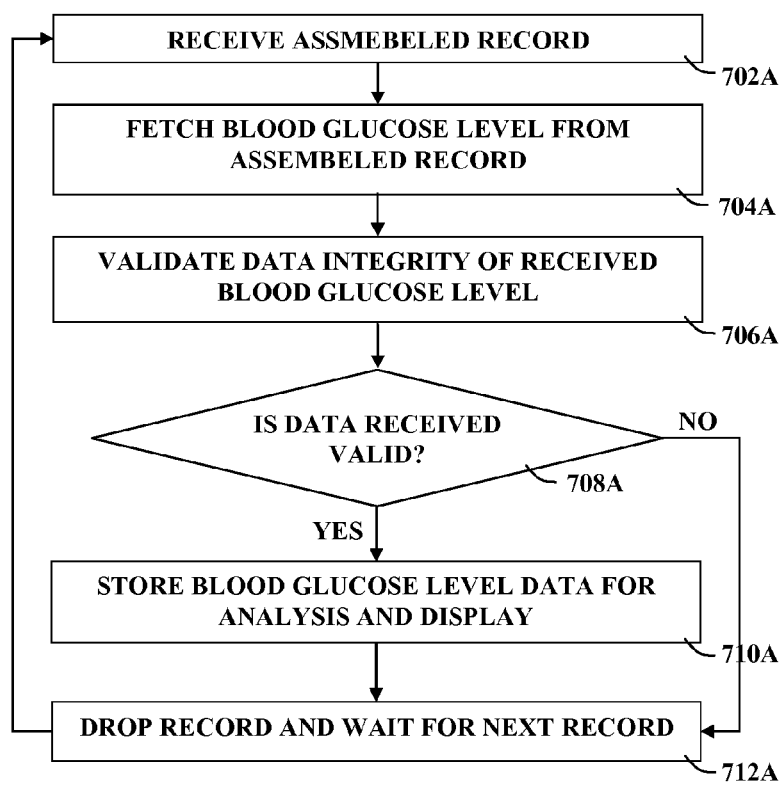 RECEIVE ASSMEBELED RECORD
702A
FETCH BLOOD GLUCOSE LEVEL FROM
ASSEMBELED RECORD
704A
VALIDATE DATA INTEGRITY OF RECEIVED
BLOOD GLUCOSE LEVEL
706A
IS DATA RECEIVED
VALID?
NO
708A
YES
STORE BLOOD GLUCOSE LEVEL DATA FOR
ANALYSIS AND DISPLAY
710A
DROP RECORD AND WAIT FOR NEXT RECORD
712A